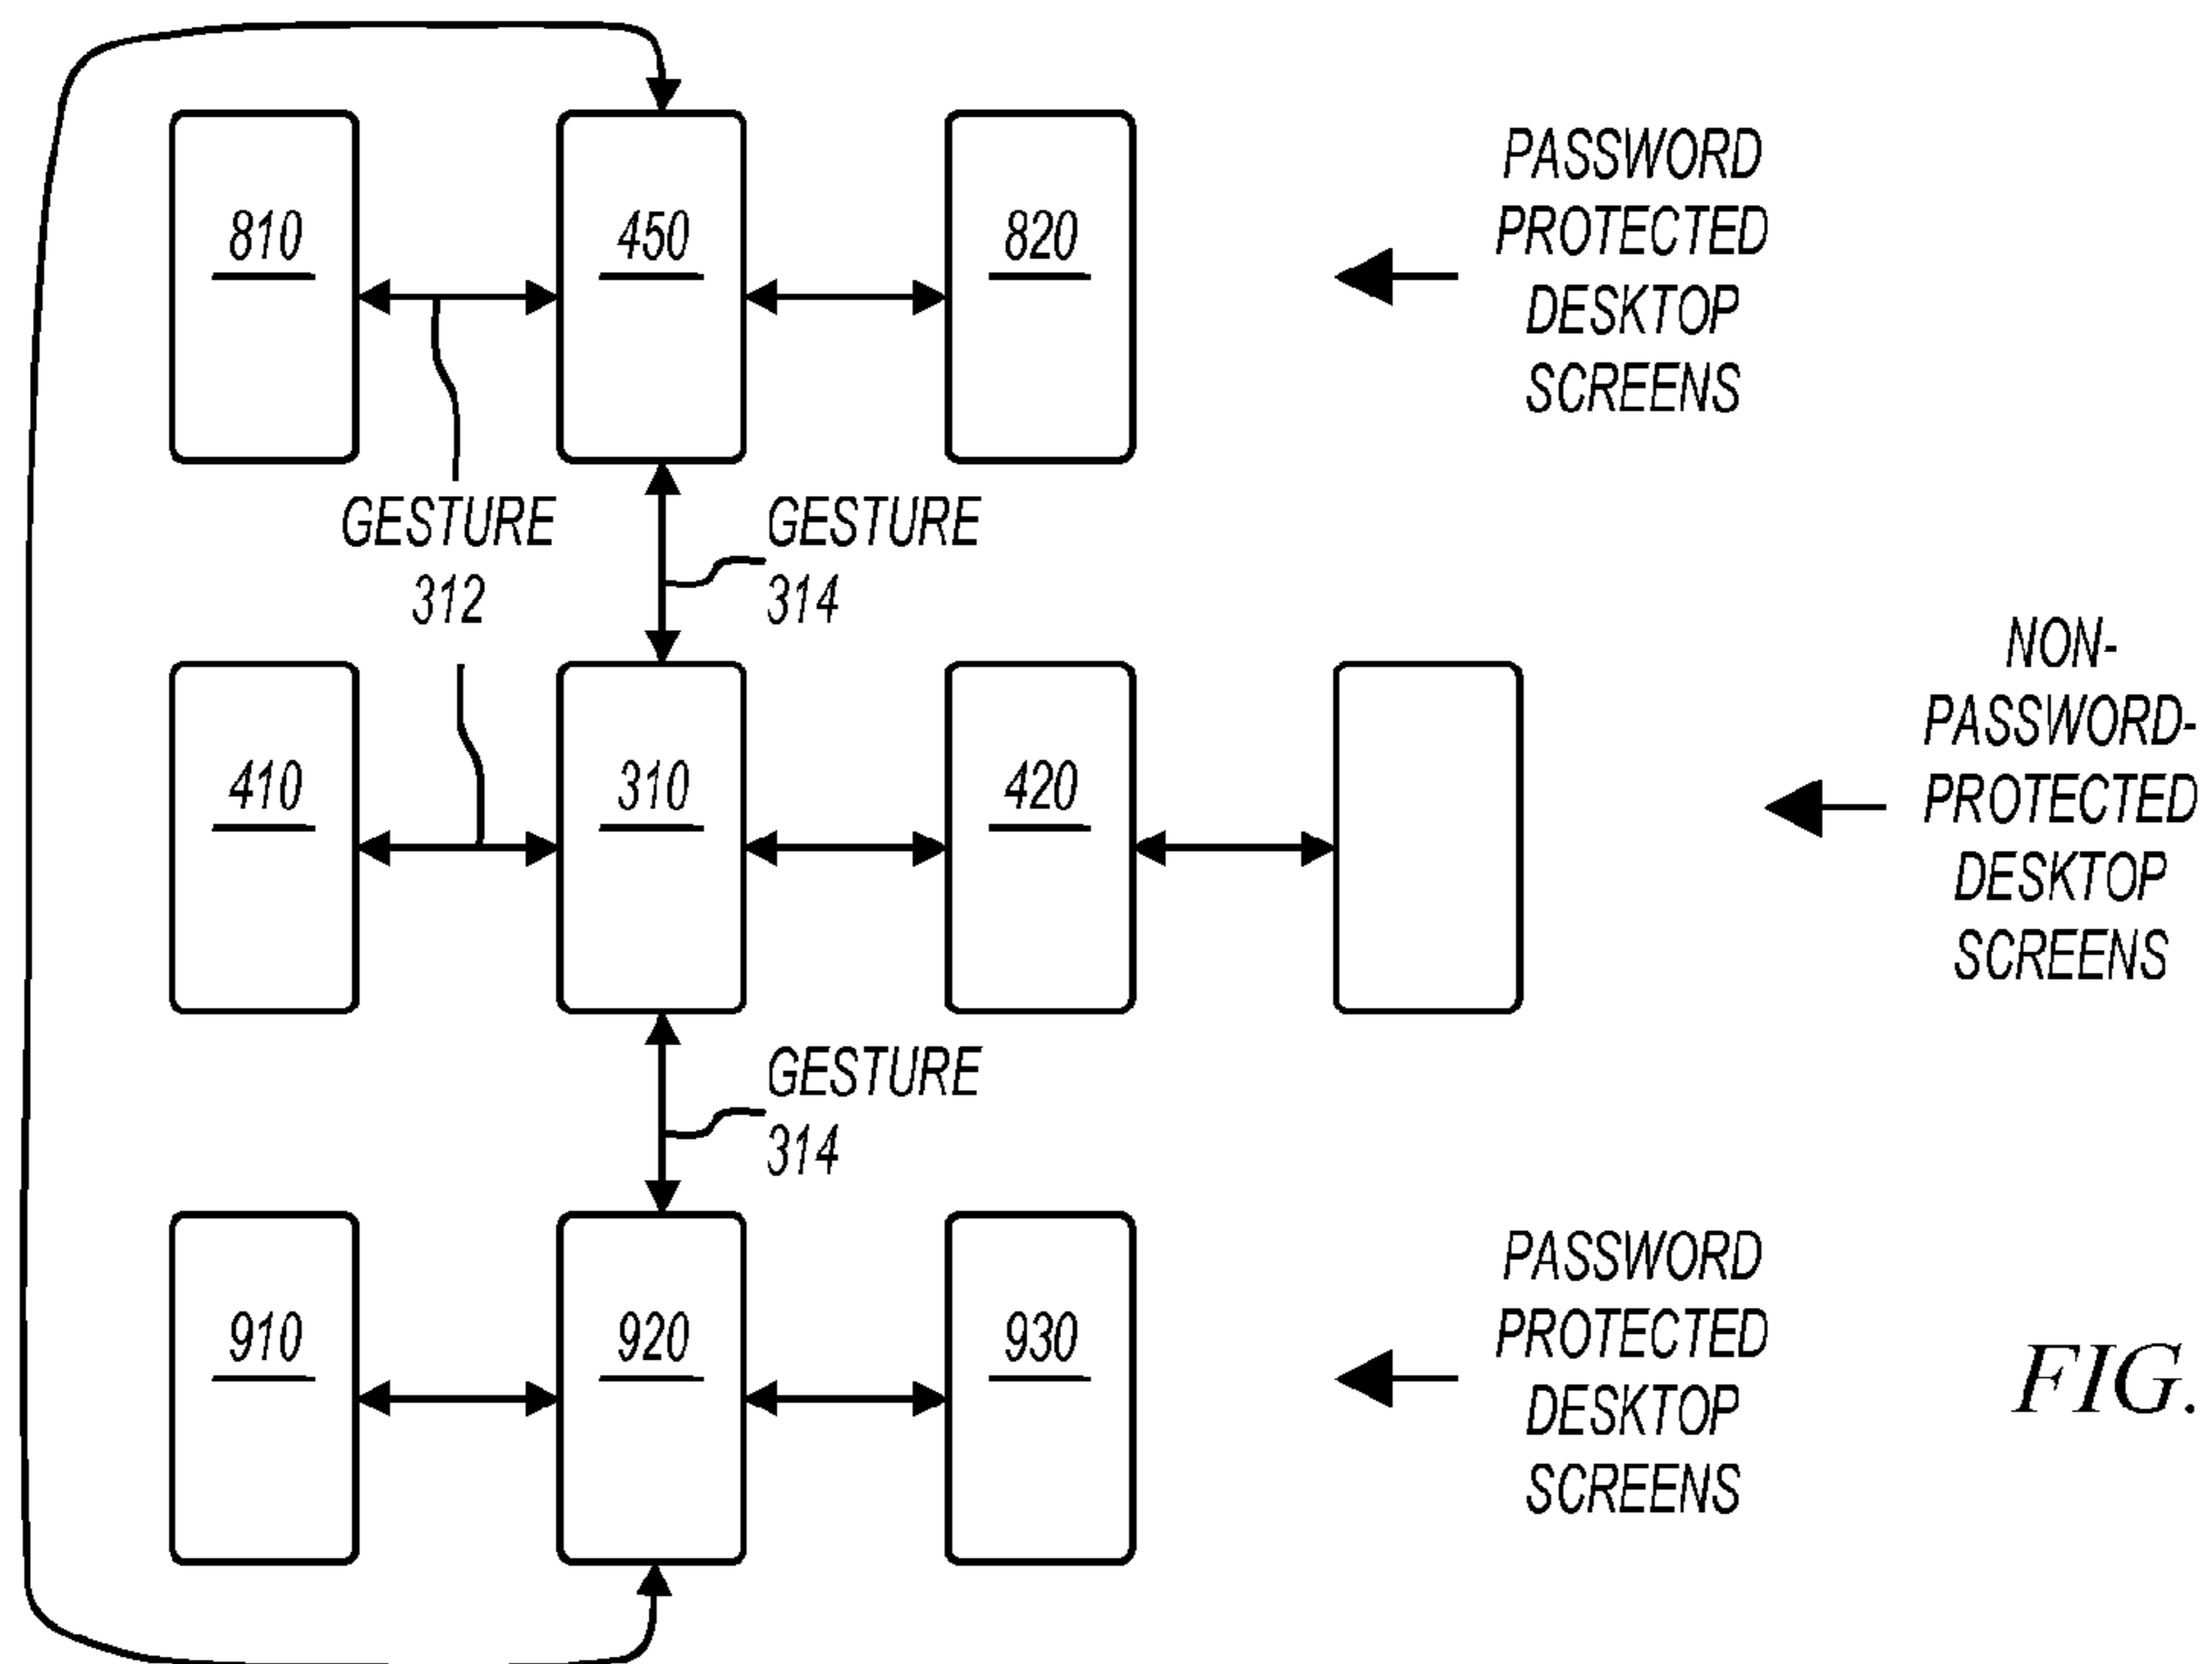 810
450
820
PASSWORD
PROTECTED
DESKTOP
SCREENS
GESTURE
312
GESTURE
314
410
310
420
NON-
PASSWORD-
PROTECTED
DESKTOP
SCREENS
GESTURE
314
910
920
930
PASSWORD
PROTECTED
DESKTOP
SCREENS
FIG.